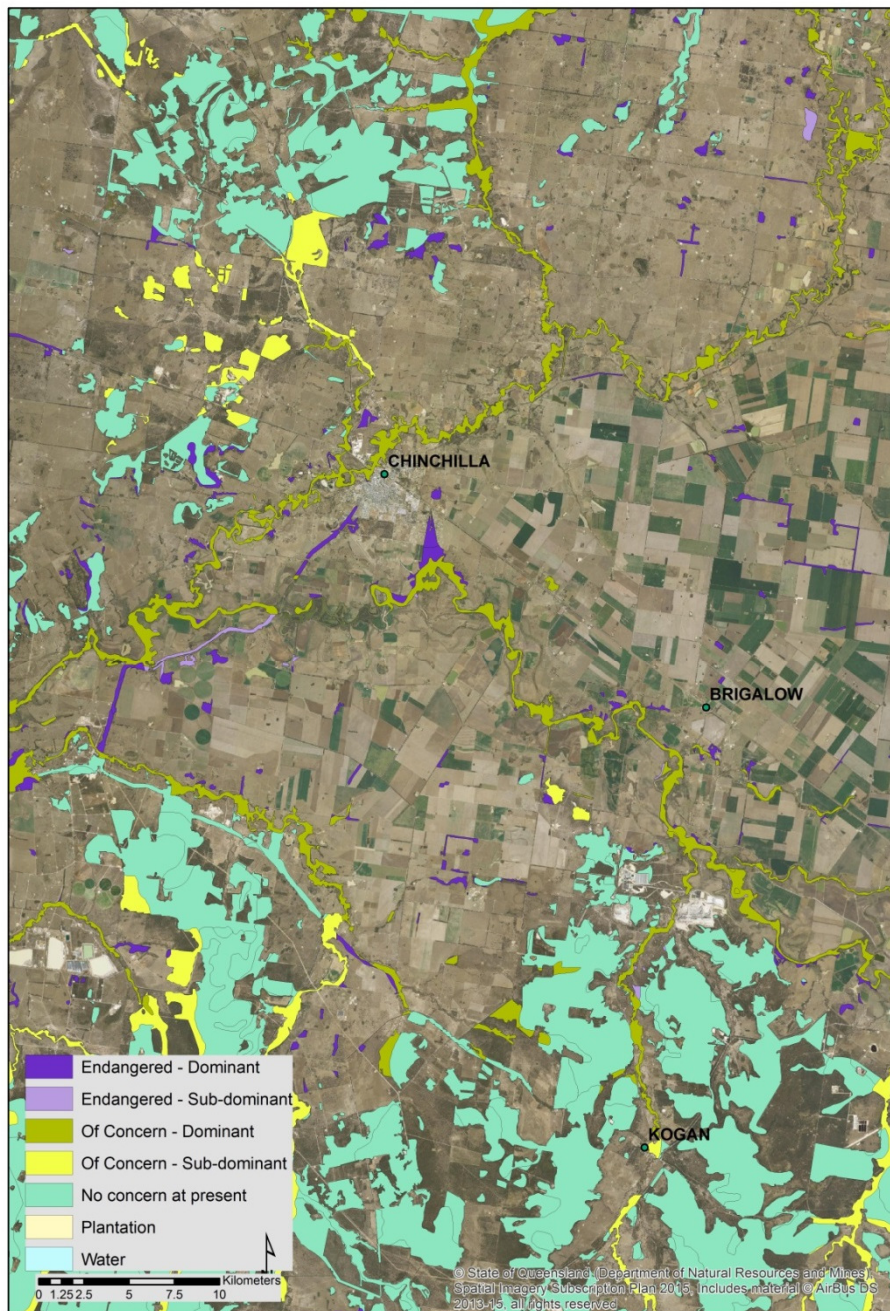 CHINCHILLA
BRIGALOW
KOGAN
Endangered - Dominant
Endangered - Sub-dominant
Of Concern - Dominant
Of Concern - Sub-dominant
No concern at present
Plantation
Water
Kilometers
0 1.25 2.5 5 7.5 10
© State of Queensland (Department of Natural Resources and Mines),
Spatial Imagery Subscription Plan 2015, Includes material © AirBus DS
2013-15, all rights reserved